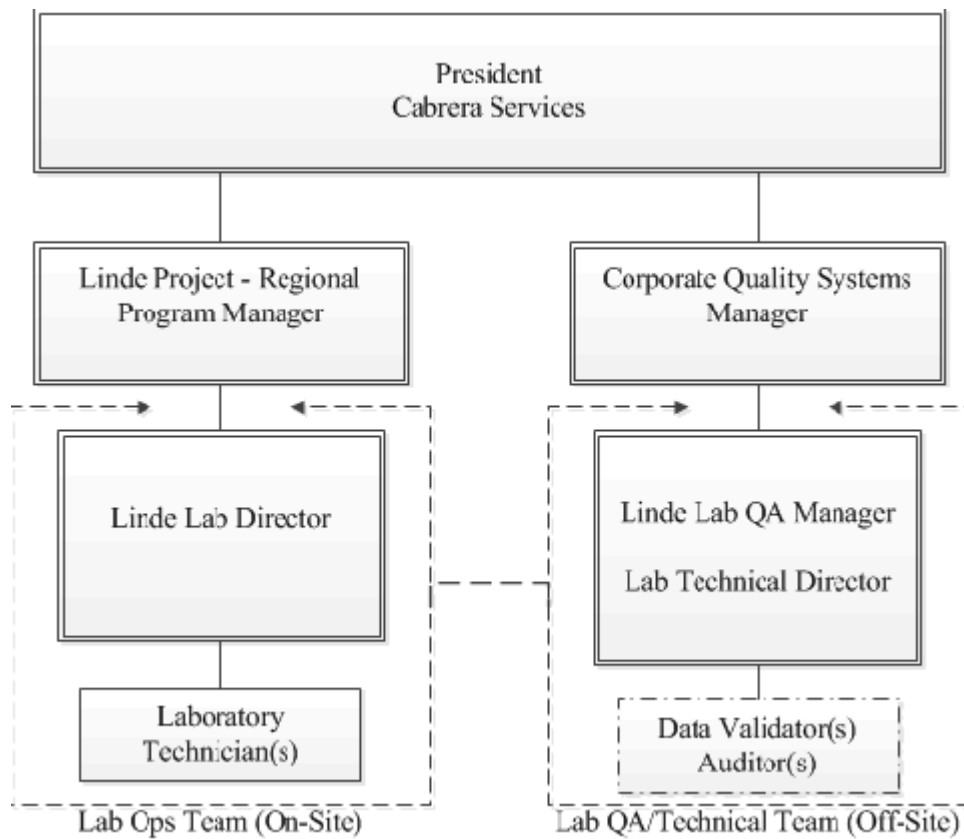 President
Cabrera Services
Linde Project - Regional
Program Manager
Corporate Quality Systems
Manager
Linde Lab Director
Linde Lab QA Manager
Lab Technical Director
Laboratory
Technician(s)
Data Validator(s)
Auditor(s)
Lab Ops Team (On-Site)
Lab QA/Technical Team (Off-Site)